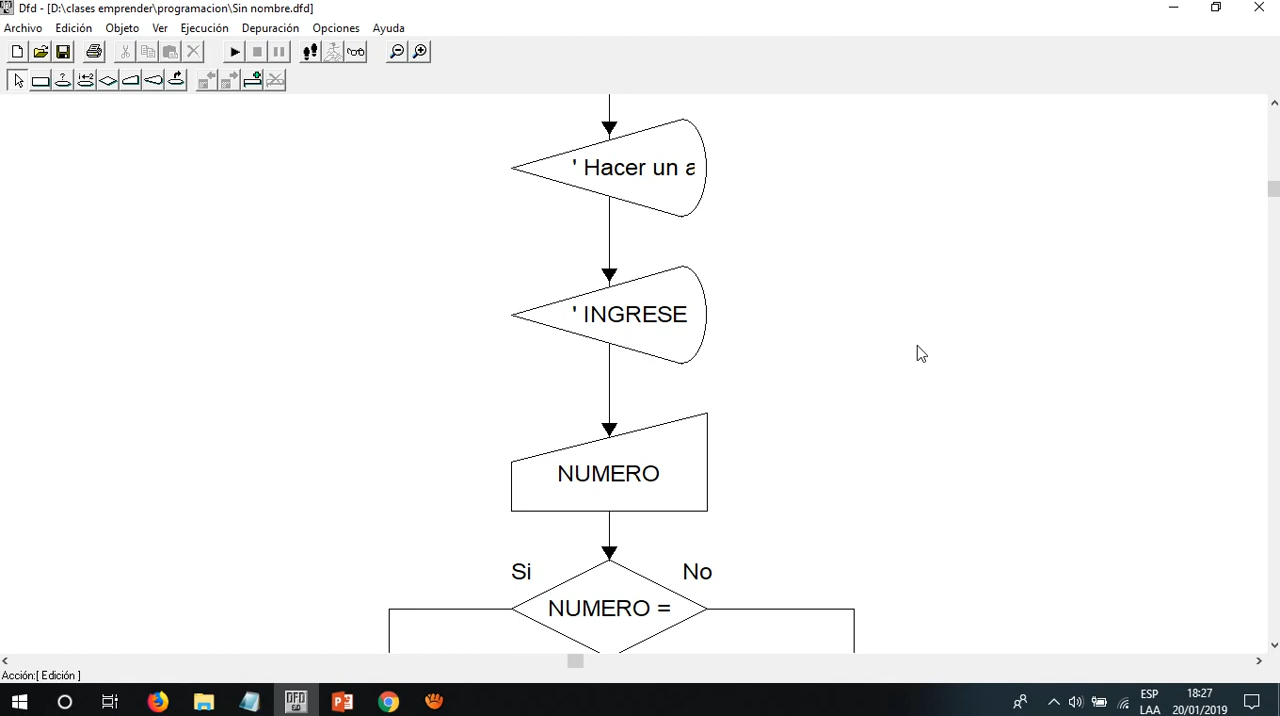 Dfd - [D:\clases emprender\programacion\Sin nombre.dfd]
Archivo Edición Objeto Ver Ejecución Depuración Opciones Ayuda
' Hacer un a
' INGRESE
NUMERO
Si No
NUMERO =
Acción:[ Edición ]
ESP 18:27
LAA 20/01/2019